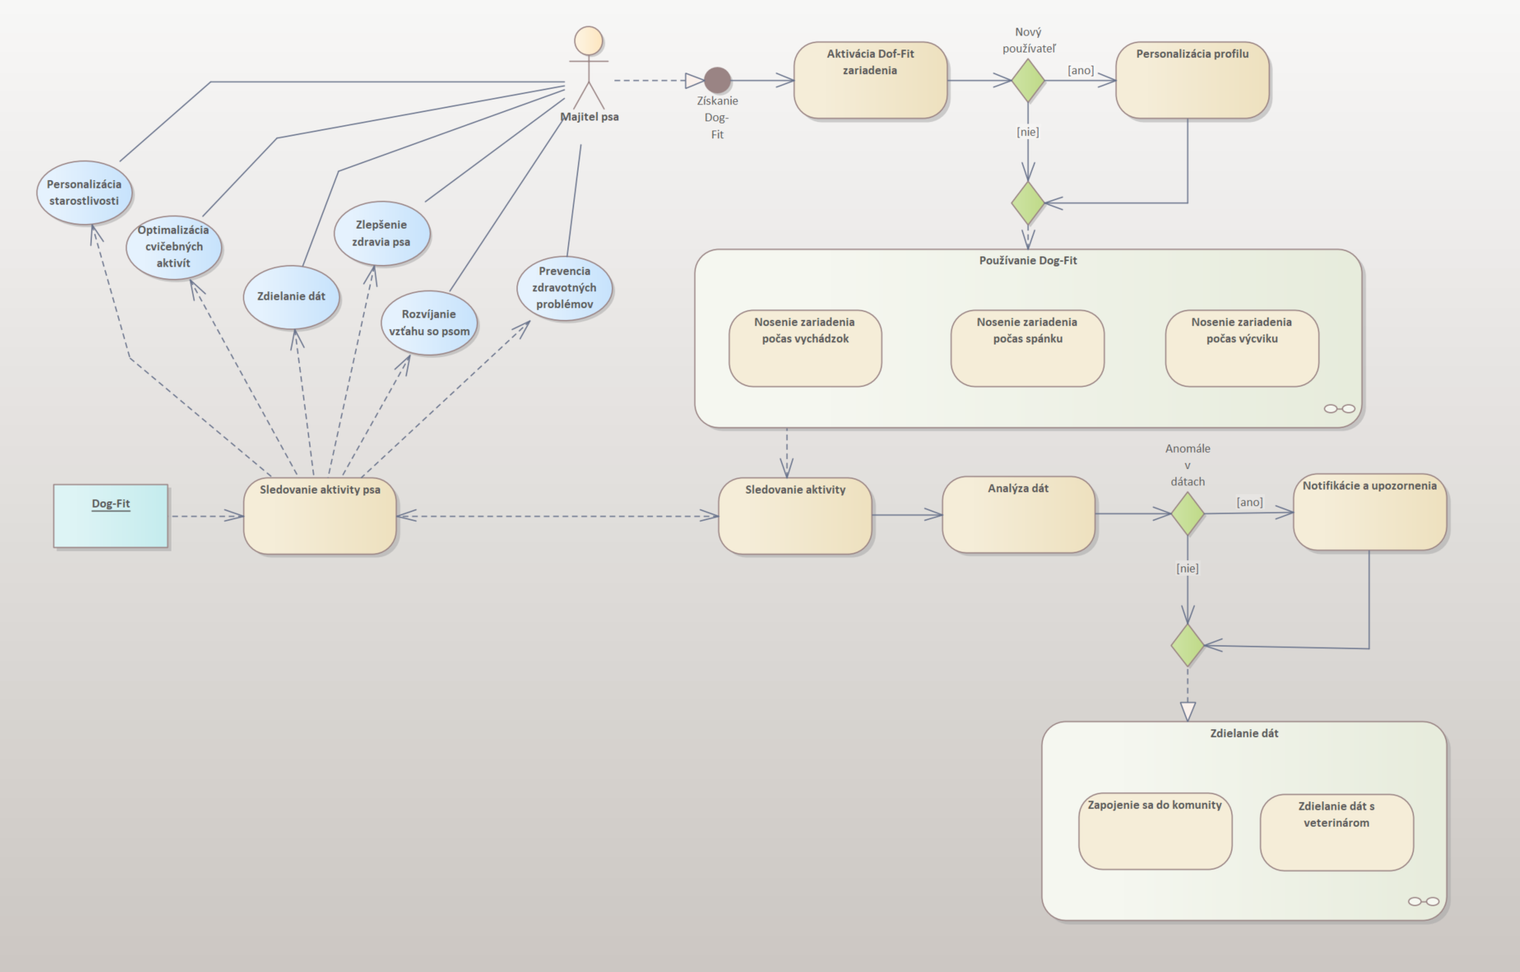 Majitel psa
Získanie
Dog-
Fit
Aktivácia Dof-Fit
zariadenia
Nový
používateľ
[ano]
Personalizácia profilu
[nie]
Personalizácia
starostlivosti
Optimalizácia
cvičebných
aktivít
Zdielanie dát
Zlepšenie
zdravia psa
Rozvíjanie
vzťahu so psom
Prevencia
zdravotných
problémov
Používanie Dog-Fit
Nosenie zariadenia
počas vychádzok
Nosenie zariadenia
počas spánku
Nosenie zariadenia
počas výcviku
Dog-Fit
Sledovanie aktivity psa
Sledovanie aktivity
Analýza dát
Anomále
v
dátach
[ano]
Notifikácie a upozornenia
[nie]
Zdielanie dát
Zapojenie sa do komunity
Zdielanie dát s
veterinárom